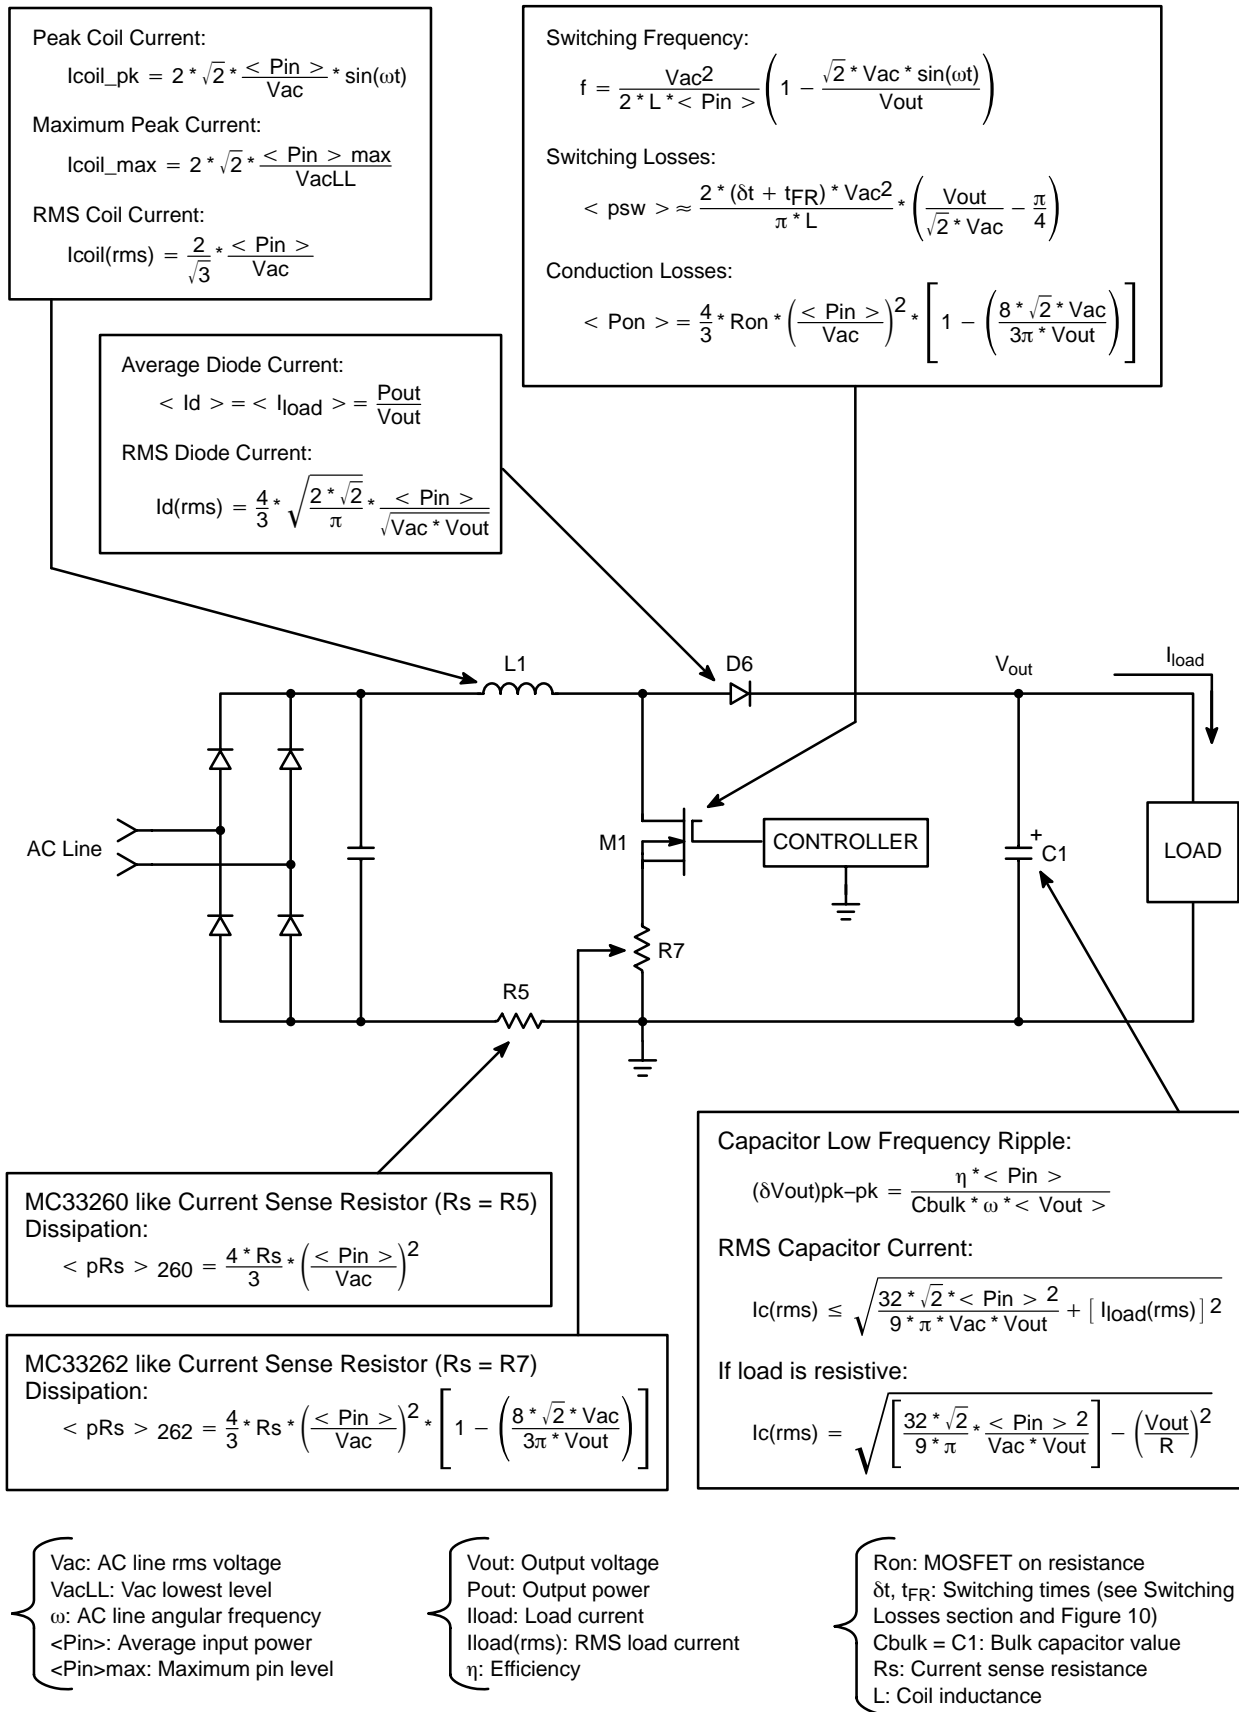 Peak Coil Current:
Icoil_pk = 2 * √2 * < Pin > / Vac * sin(ωt)
Maximum Peak Current:
Icoil_max = 2 * √2 * < Pin > max / VacLL
RMS Coil Current:
Icoil(rms) = 2 / √3 * < Pin > / Vac
Switching Frequency:
f = Vac² / (2 * L * < Pin >) (1 − √2 * Vac * sin(ωt) / Vout)
Switching Losses:
< psw > ≈ 2 * (δt + tFR) * Vac² / (π * L) * (Vout / (√2 * Vac) − π / 4)
Conduction Losses:
< Pon > = 4 / 3 * Ron * (< Pin > / Vac)² * [1 − (8 * √2 * Vac / (3π * Vout))]
Average Diode Current:
< Id > = < Iload > = Pout / Vout
RMS Diode Current:
Id(rms) = 4 / 3 * √(2 * √2 / π) * < Pin > / √(Vac * Vout)
L1
D6
Vout
Iload
AC Line
M1
CONTROLLER
+
C1
LOAD
R7
R5
MC33260 like Current Sense Resistor (Rs = R5)
Dissipation:
< pRs > 260 = 4 * Rs / 3 * (< Pin > / Vac)²
MC33262 like Current Sense Resistor (Rs = R7)
Dissipation:
< pRs > 262 = 4 / 3 * Rs * (< Pin > / Vac)² * [1 − (8 * √2 * Vac / (3π * Vout))]
Capacitor Low Frequency Ripple:
(δVout)pk–pk = η * < Pin > / (Cbulk * ω * < Vout >)
RMS Capacitor Current:
Ic(rms) ≤ √(32 * √2 * < Pin > ² / (9 * π * Vac * Vout) + [ Iload(rms) ] ²)
If load is resistive:
Ic(rms) = √([32 * √2 / (9 * π) * < Pin > ² / (Vac * Vout)] − (Vout / R)²)
Vac: AC line rms voltage
VacLL: Vac lowest level
ω: AC line angular frequency
<Pin>: Average input power
<Pin>max: Maximum pin level
Vout: Output voltage
Pout: Output power
Iload: Load current
Iload(rms): RMS load current
η: Efficiency
Ron: MOSFET on resistance
δt, tFR: Switching times (see Switching
Losses section and Figure 10)
Cbulk = C1: Bulk capacitor value
Rs: Current sense resistance
L: Coil inductance